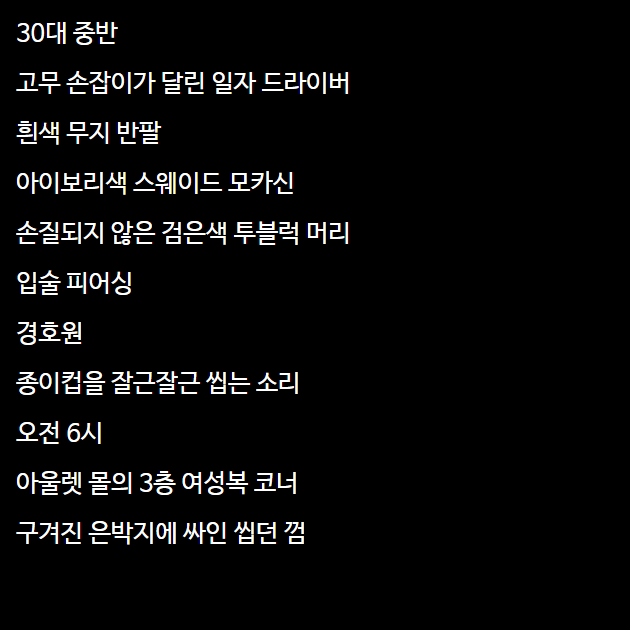 30대 중반
고무 손잡이가 달린 일자 드라이버
흰색 무지 반팔
아이보리색 스웨이드 모카신
손질되지 않은 검은색 투블럭 머리
입술 피어싱
경호원
종이컵을 잘근잘근 씹는 소리
오전 6시
아울렛 몰의 3층 여성복 코너
구겨진 은박지에 싸인 씹던 껌